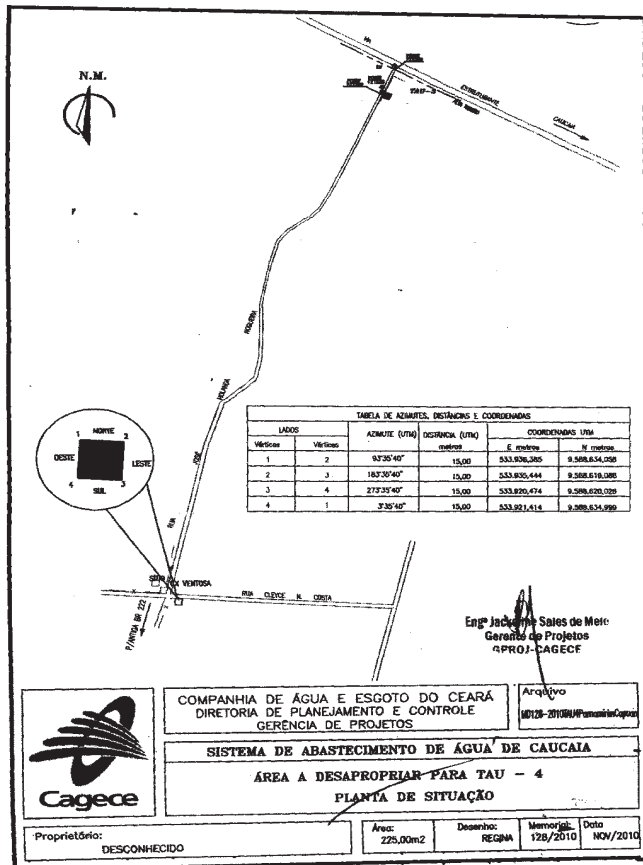 N.M.
ESTRUTURANTE
CAUCAIA
NOGUEIRA
HOLANDA
JOSÉ
RUA
1 NORTE 2
OESTE LESTE
4 SUL 3
TABELA DE AZIMUTES, DISTÂNCIAS E COORDENADAS
LADOS AZIMUTE (UTM) DISTÂNCIA (UTM) metros COORDENADAS UTM
Vértices Vértices E metros N metros
1 2 93°35'40" 15,00 533.936,385 9.588.634,058
2 3 183°35'40" 15,00 533.935,444 9.588.619,088
3 4 273°35'40" 15,00 533.920,474 9.588.620,028
4 1 3°35'40" 15,00 533.921,414 9.588.634,999
VENTOSA
RUA CLEYCE N. COSTA
P/ANTIGA BR 222
Engº Sales de Melo
Gerente de Projetos
GPROJ-CAGECE
Cagece
COMPANHIA DE ÁGUA E ESGOTO DO CEARÁ
DIRETORIA DE PLANEJAMENTO E CONTROLE
GERÊNCIA DE PROJETOS
Arquivo
SISTEMA DE ABASTECIMENTO DE ÁGUA DE CAUCAIA
ÁREA A DESAPROPRIAR PARA TAU - 4
PLANTA DE SITUAÇÃO
Proprietário:
DESCONHECIDO
Área:
225,00m2
Desenho:
REGINA
Memorial:
128/2010
Data
NOV/2010